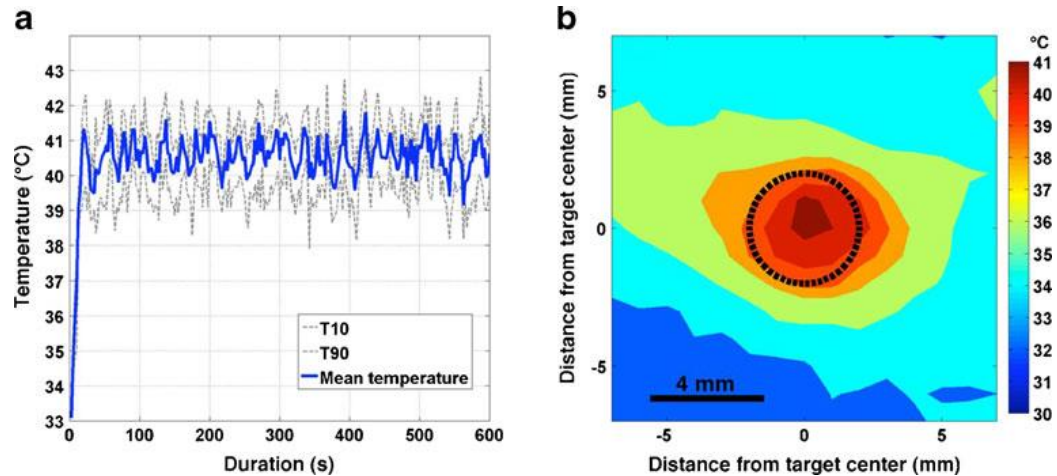 a
Temperature (°C)
43
42
41
40
39
38
37
36
35
34
33
0 100 200 300 400 500 600
Duration (s)
T10
T90
Mean temperature
b
Distance from target center (mm)
5
0
-5
4 mm
-5 0 5
Distance from target center (mm)
°C
41
40
39
38
37
36
35
34
33
32
31
30